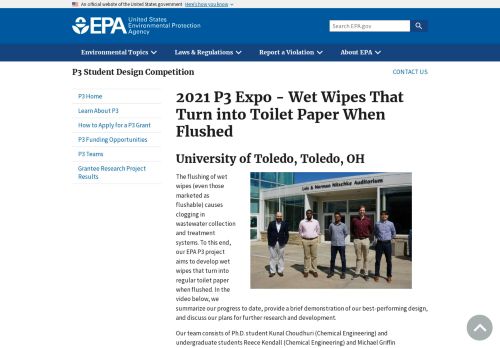 An official website of the United States government Here's how you know
EPA United States
Environmental Protection
Agency
Search EPA.gov
Environmental Topics Laws & Regulations Report a Violation About EPA
P3 Student Design Competition CONTACT US
P3 Home
Learn About P3
How to Apply for a P3 Grant
P3 Funding Opportunities
P3 Teams
Grantee Research Project
Results
2021 P3 Expo - Wet Wipes That
Turn into Toilet Paper When
Flushed
University of Toledo, Toledo, OH
The flushing of wet
wipes (even those
marketed as
flushable) causes
clogging in
wastewater collection
and treatment
systems. To this end,
our EPA P3 project
aims to develop wet
wipes that turn into
regular toilet paper
when flushed. In the
video below, we
Lois & Norman Nitschke Auditorium
summarize our progress to date, provide a brief demonstration of our best-performing design,
and discuss our plans for further research and development.
Our team consists of Ph.D. student Kunal Choudhuri (Chemical Engineering) and
undergraduate students Reece Kendall (Chemical Engineering) and Michael Griffin